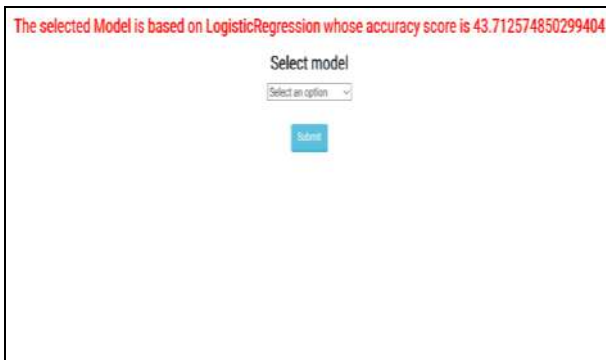 The selected Model is based on LogisticRegression whose accuracy score is 43.712574850299404
Select model
Select an option
Submit